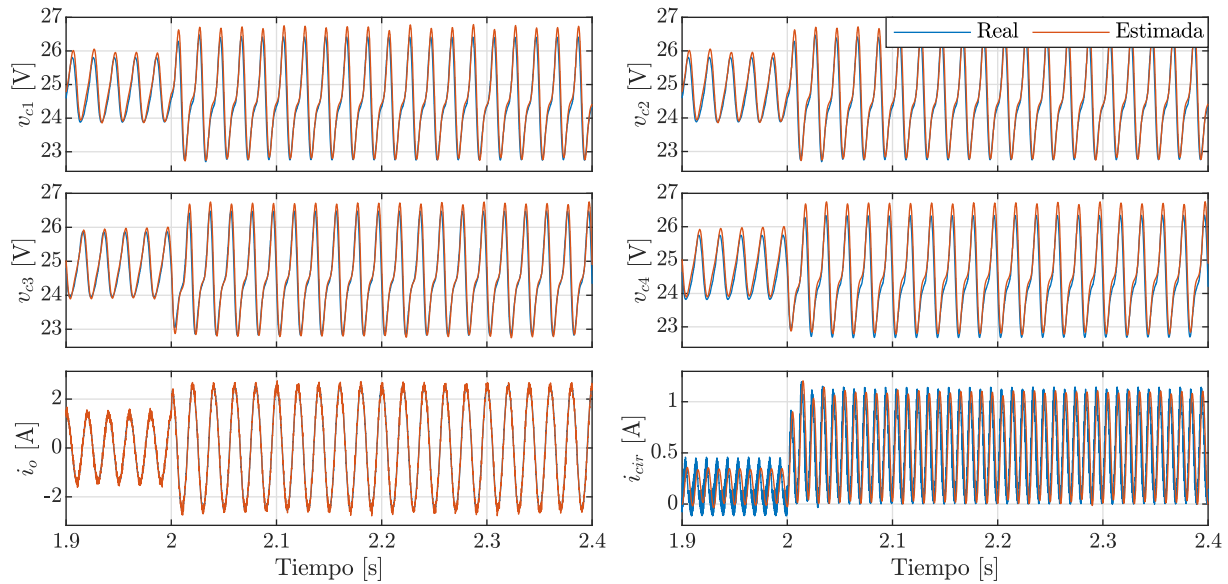 27
26
25
24
23
v_{c1} [V]
27
26
25
24
23
v_{c2} [V]
Real
Estimada
27
26
25
24
23
v_{c3} [V]
27
26
25
24
23
v_{c4} [V]
2
0
-2
i_o [A]
1.9 2 2.1 2.2 2.3 2.4
Tiempo [s]
1
0.5
0
i_{cir} [A]
1.9 2 2.1 2.2 2.3 2.4
Tiempo [s]